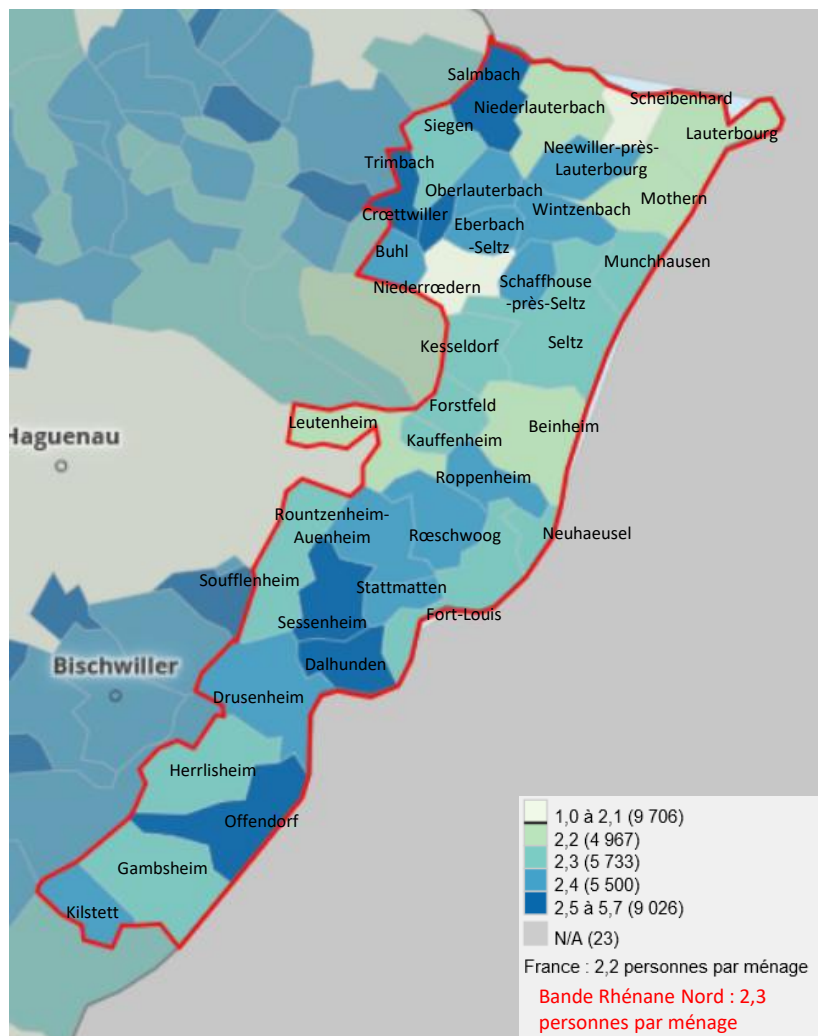 Salmbach
Scheibenhard
Niederlauterbach
Siegen
Lauterbourg
Neewiller-près-
Lauterbourg
Trimbach
Oberlauterbach
Mothern
Crœttwiller
Wintzenbach
Eberbach
-Seltz
Buhl
Munchhausen
Niederrœdern
Schaffhouse
-près-Seltz
Kesseldorf
Seltz
Forstfeld
Leutenheim
Beinheim
Haguenau
Kauffenheim
Roppenheim
Rountzenheim-
Auenheim
Rœschwoog
Neuhaeusel
Soufflenheim
Stattmatten
Fort-Louis
Sessenheim
Bischwiller
Dalhunden
Drusenheim
Herrlisheim
Offendorf
Gambsheim
Kilstett
1,0 à 2,1 (9 706)
2,2 (4 967)
2,3 (5 733)
2,4 (5 500)
2,5 à 5,7 (9 026)
N/A (23)
France : 2,2 personnes par ménage
Bande Rhénane Nord : 2,3
personnes par ménage